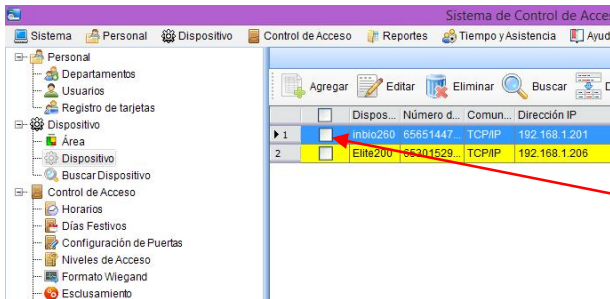 Sistema de Control de Acce
Sistema Personal Dispositivo Control de Acceso Reportes Tiempo y Asistencia Ayud
Personal
Departamentos
Usuarios
Registro de tarjetas
Dispositivo
Área
Dispositivo
Buscar Dispositivo
Control de Acceso
Horarios
Días Festivos
Configuración de Puertas
Niveles de Acceso
Formato Wiegand
Esclusamiento
Agregar Editar Eliminar Buscar D
Dispos... Número d... Comun... Dirección IP
1 inbio260 65651447... TCP/IP 192.168.1.201
2 Elite200 65301529... TCP/IP 192.168.1.206